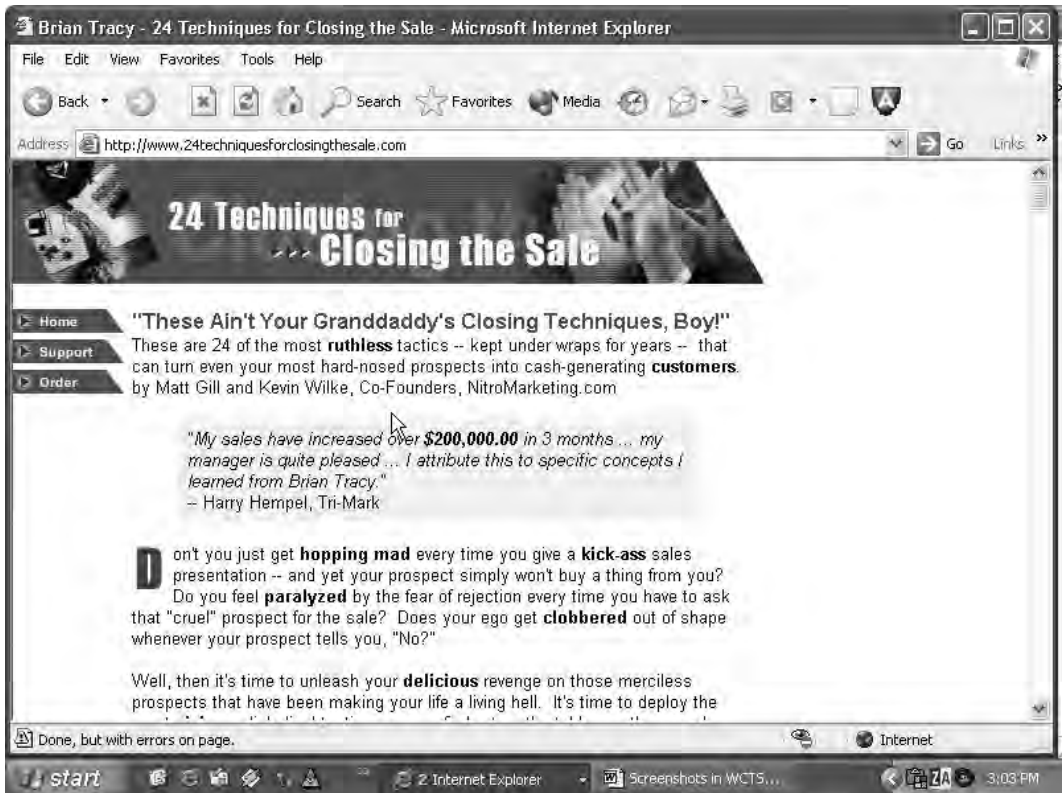 Brian Tracy - 24 Techniques for Closing the Sale - Microsoft Internet Explorer
File Edit View Favorites Tools Help
Back Search Favorites Media
Address http://www.24techniquesforclosingthesale.com Go Links »
24 Techniques for
>>> Closing the Sale
Home
Support
Order
"These Ain't Your Granddaddy's Closing Techniques, Boy!"
These are 24 of the most ruthless tactics -- kept under wraps for years -- that
can turn even your most hard-nosed prospects into cash-generating customers.
by Matt Gill and Kevin Wilke, Co-Founders, NitroMarketing.com
"My sales have increased over $200,000.00 in 3 months ... my
manager is quite pleased ... I attribute this to specific concepts I
learned from Brian Tracy."
-- Harry Hempel, Tri-Mark
Don't you just get hopping mad every time you give a kick-ass sales
presentation -- and yet your prospect simply won't buy a thing from you?
Do you feel paralyzed by the fear of rejection every time you have to ask
that "cruel" prospect for the sale? Does your ego get clobbered out of shape
whenever your prospect tells you, "No?"
Well, then it's time to unleash your delicious revenge on those merciless
prospects that have been making your life a living hell. It's time to deploy the
Done, but with errors on page. Internet
start 2 Internet Explorer Screenshots in WCTS.... ZA 3:03 PM